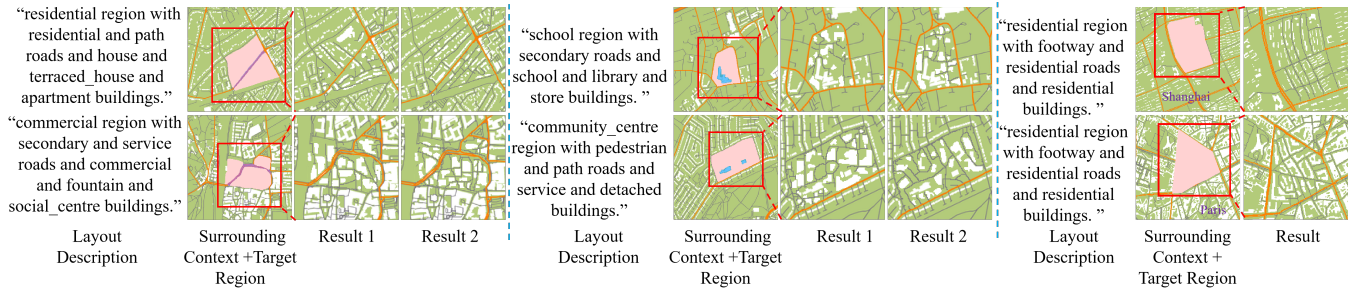 “residential region with
residential and path
roads and house and
terraced_house and
apartment buildings.”
“commercial region with
secondary and service
roads and commercial
and fountain and
social_centre buildings.”
Layout
Description
Surrounding
Context +Target
Region
Result 1
Result 2
“school region with
secondary roads and
school and library and
store buildings. ”
“community_centre
region with pedestrian
and path roads and
service and detached
buildings.”
Layout
Description
Surrounding
Context +Target
Region
Result 1
Result 2
“residential region
with footway and
residential roads
and residential
buildings. ”
Shanghai
“residential region
with footway and
residential roads
and residential
buildings. ”
Paris
Layout
Description
Surrounding
Context +
Target Region
Result